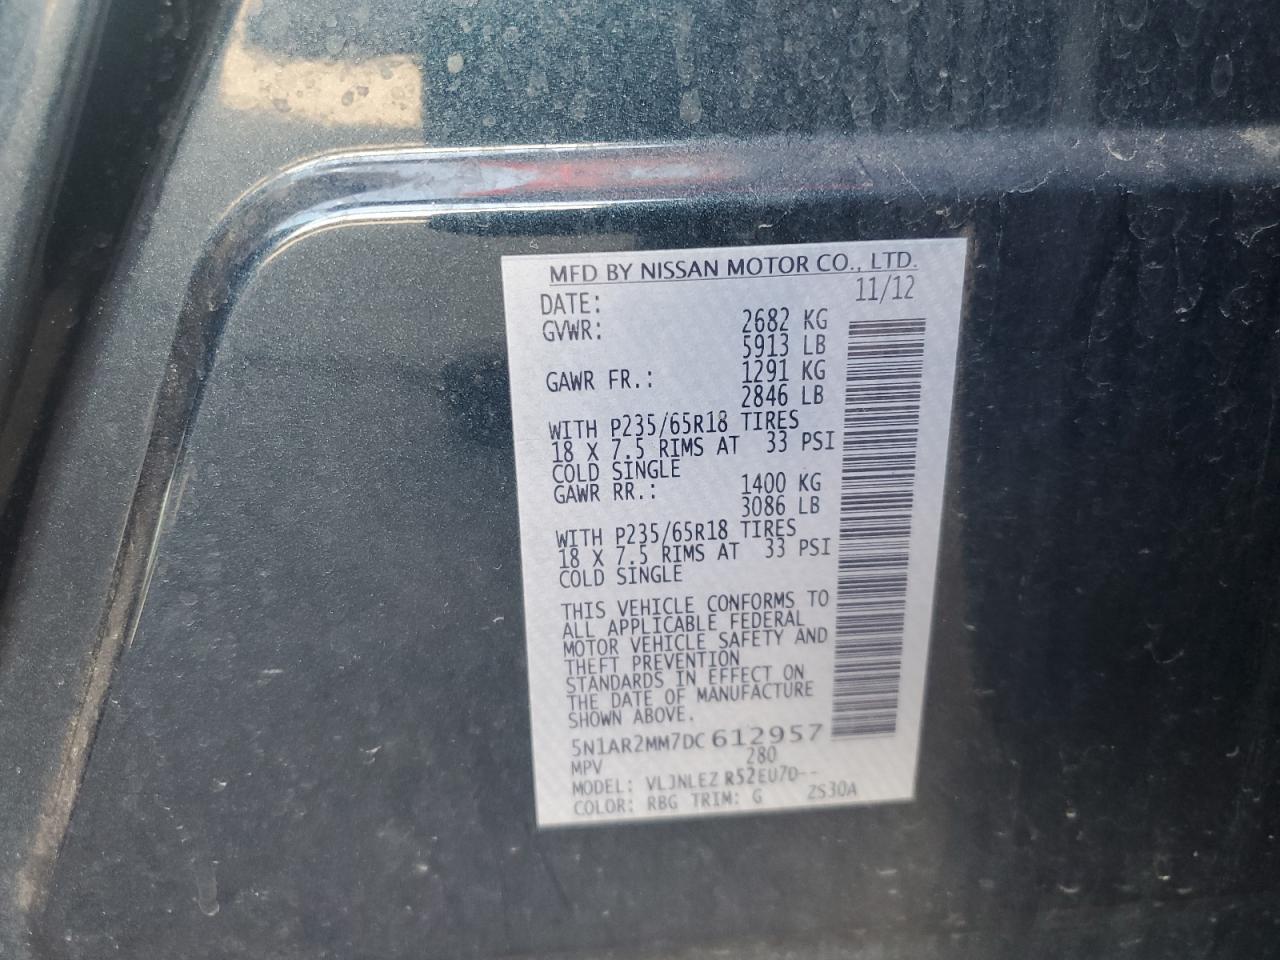 MFD BY NISSAN MOTOR CO., LTD.
DATE: 11/12
GVWR: 2682 KG
5913 LB
GAWR FR.: 1291 KG
2846 LB
WITH P235/65R18 TIRES
18 X 7.5 RIMS AT 33 PSI
COLD SINGLE
GAWR RR.: 1400 KG
3086 LB
WITH P235/65R18 TIRES
18 X 7.5 RIMS AT 33 PSI
COLD SINGLE
THIS VEHICLE CONFORMS TO
ALL APPLICABLE FEDERAL
MOTOR VEHICLE SAFETY AND
THEFT PREVENTION
STANDARDS IN EFFECT ON
THE DATE OF MANUFACTURE
SHOWN ABOVE.
5N1AR2MM7DC 612957
MPV 280
MODEL: VLJNLEZ R52EU7D--
COLOR: RBG TRIM: G ZS30A